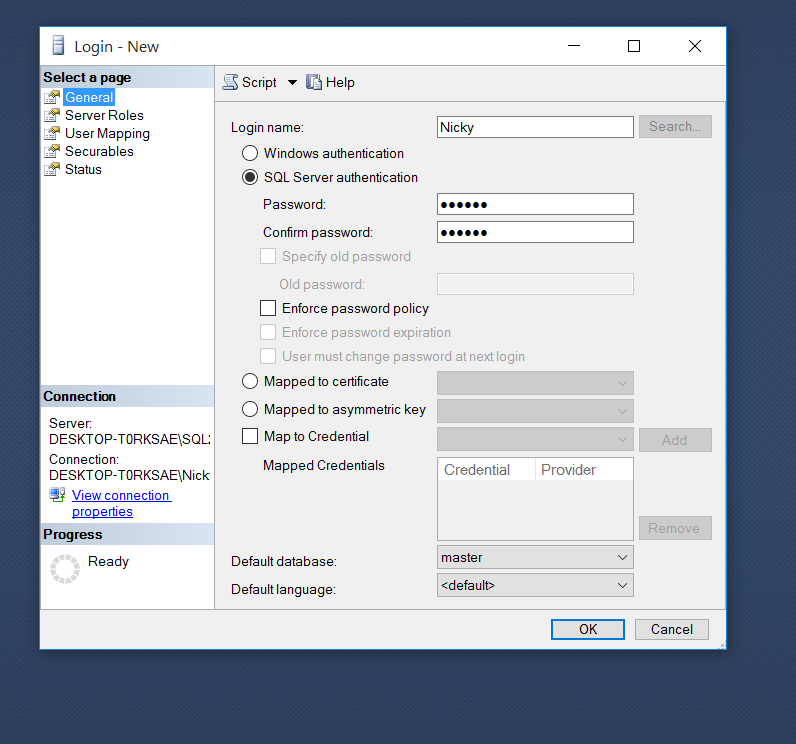 Login - New
Select a page
General
Server Roles
User Mapping
Securables
Status
Script
Help
Login name:
Nicky
Search...
Windows authentication
SQL Server authentication
Password:
●●●●●●
Confirm password:
●●●●●●
Specify old password
Old password:
Enforce password policy
Enforce password expiration
User must change password at next login
Mapped to certificate
Mapped to asymmetric key
Map to Credential
Add
Mapped Credentials
Credential
Provider
Remove
Default database:
master
Default language:
<default>
Connection
Server:
DESKTOP-T0RKSAE\SQL2
Connection:
DESKTOP-T0RKSAE\Nick
View connection
properties
Progress
Ready
OK
Cancel